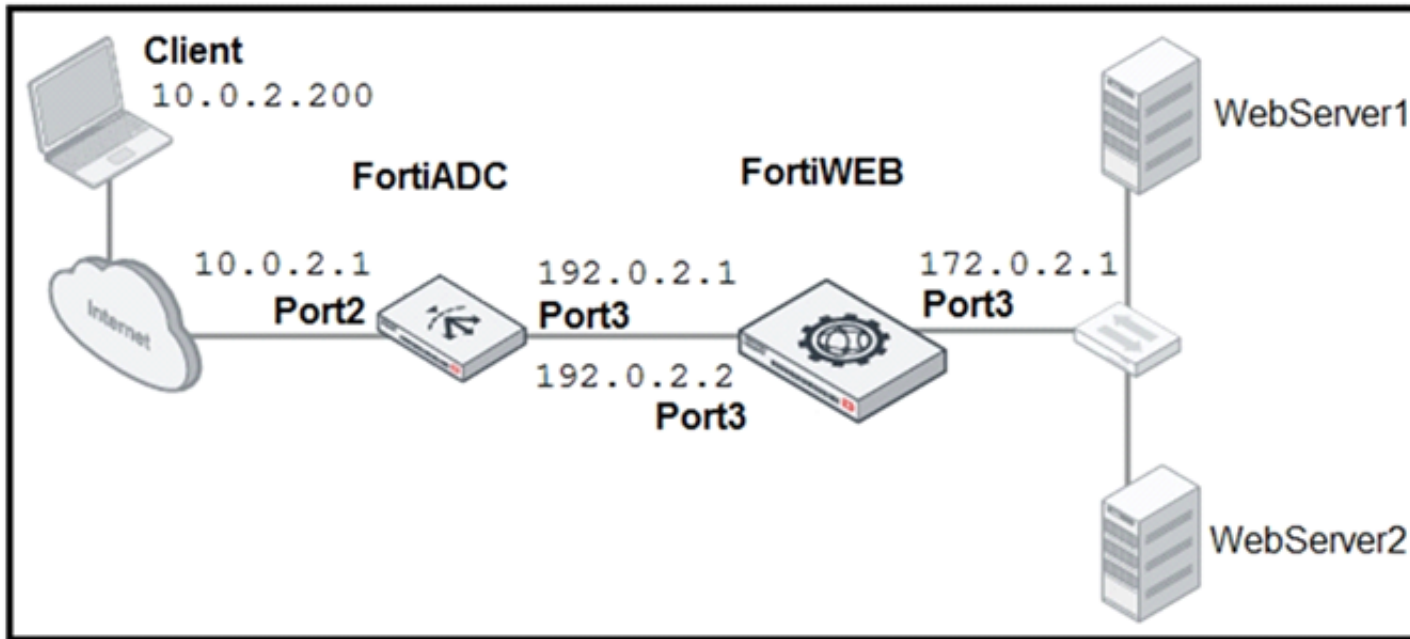 Client
10.0.2.200
WebServer1
FortiADC
FortiWEB
10.0.2.1
Port2
192.0.2.1
Port3
172.0.2.1
Port3
Internet
192.0.2.2
Port3
WebServer2